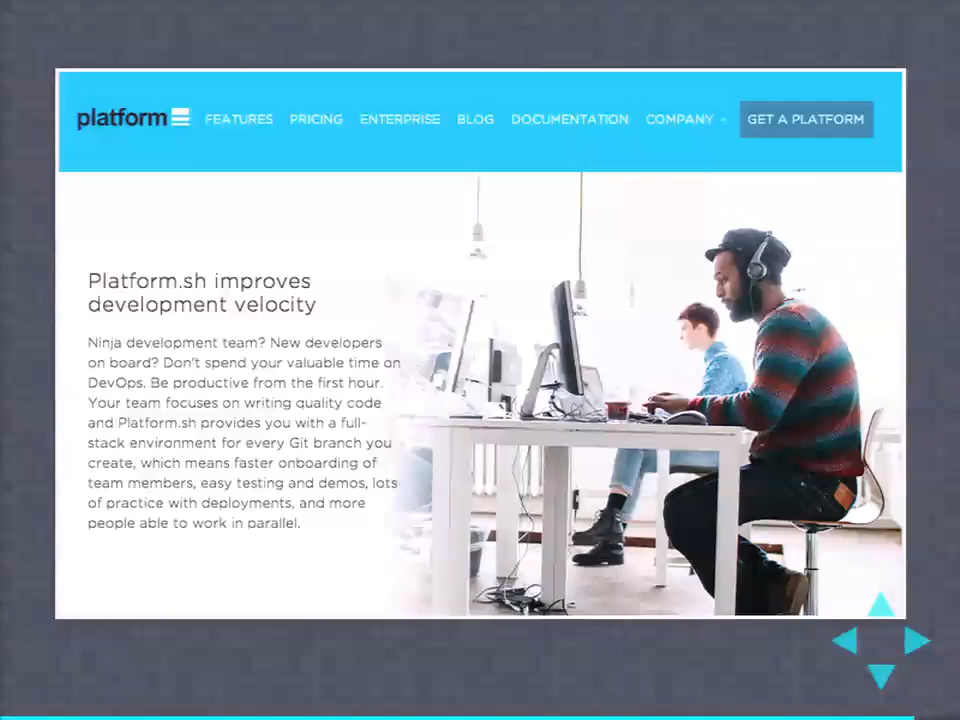 platform
FEATURES PRICING ENTERPRISE BLOG DOCUMENTATION COMPANY GET A PLATFORM
Platform.sh improves
development velocity
Ninja development team? New developers
on board? Don't spend your valuable time on
DevOps. Be productive from the first hour.
Your team focuses on writing quality code
and Platform.sh provides you with a full-
stack environment for every Git branch you
create, which means faster onboarding of
team members, easy testing and demos, lots
of practice with deployments, and more
people able to work in parallel.